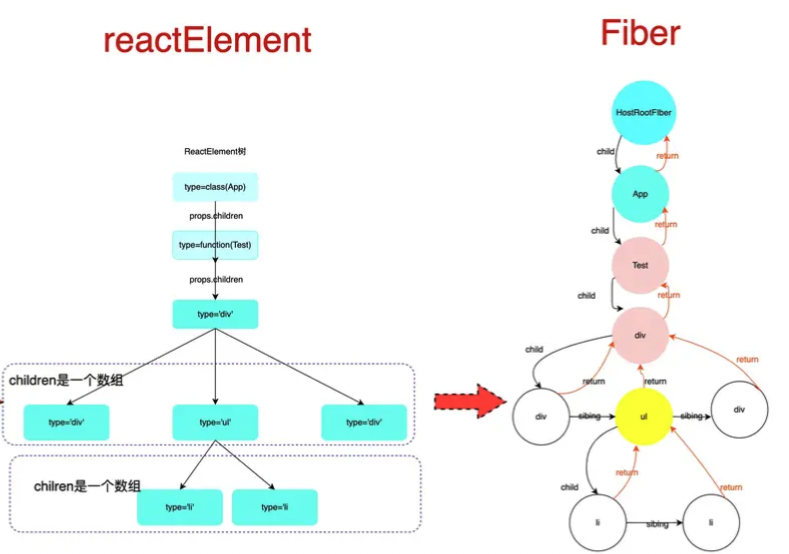 reactElement
Fiber
ReactElement树
type=class(App)
props.children
type=function(Test)
props.children
type='div'
children是一个数组
type='div'
type='ul'
type='div'
chilren是一个数组
type='li'
type='li
HostRootFIber
child
return
App
child
return
Test
child
return
div
child
return
return
return
div
sibing
ul
sibing
div
child
return
return
li
sibing
li